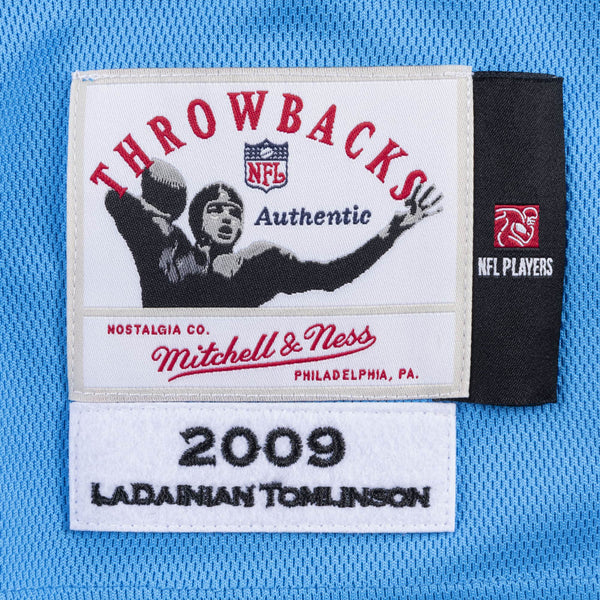 THROWBACKS
NFL
Authentic
NFL PLAYERS
NOSTALGIA CO.
Mitchell & Ness
PHILADELPHIA, PA.
2009
LADAINIAN TOMLINSON